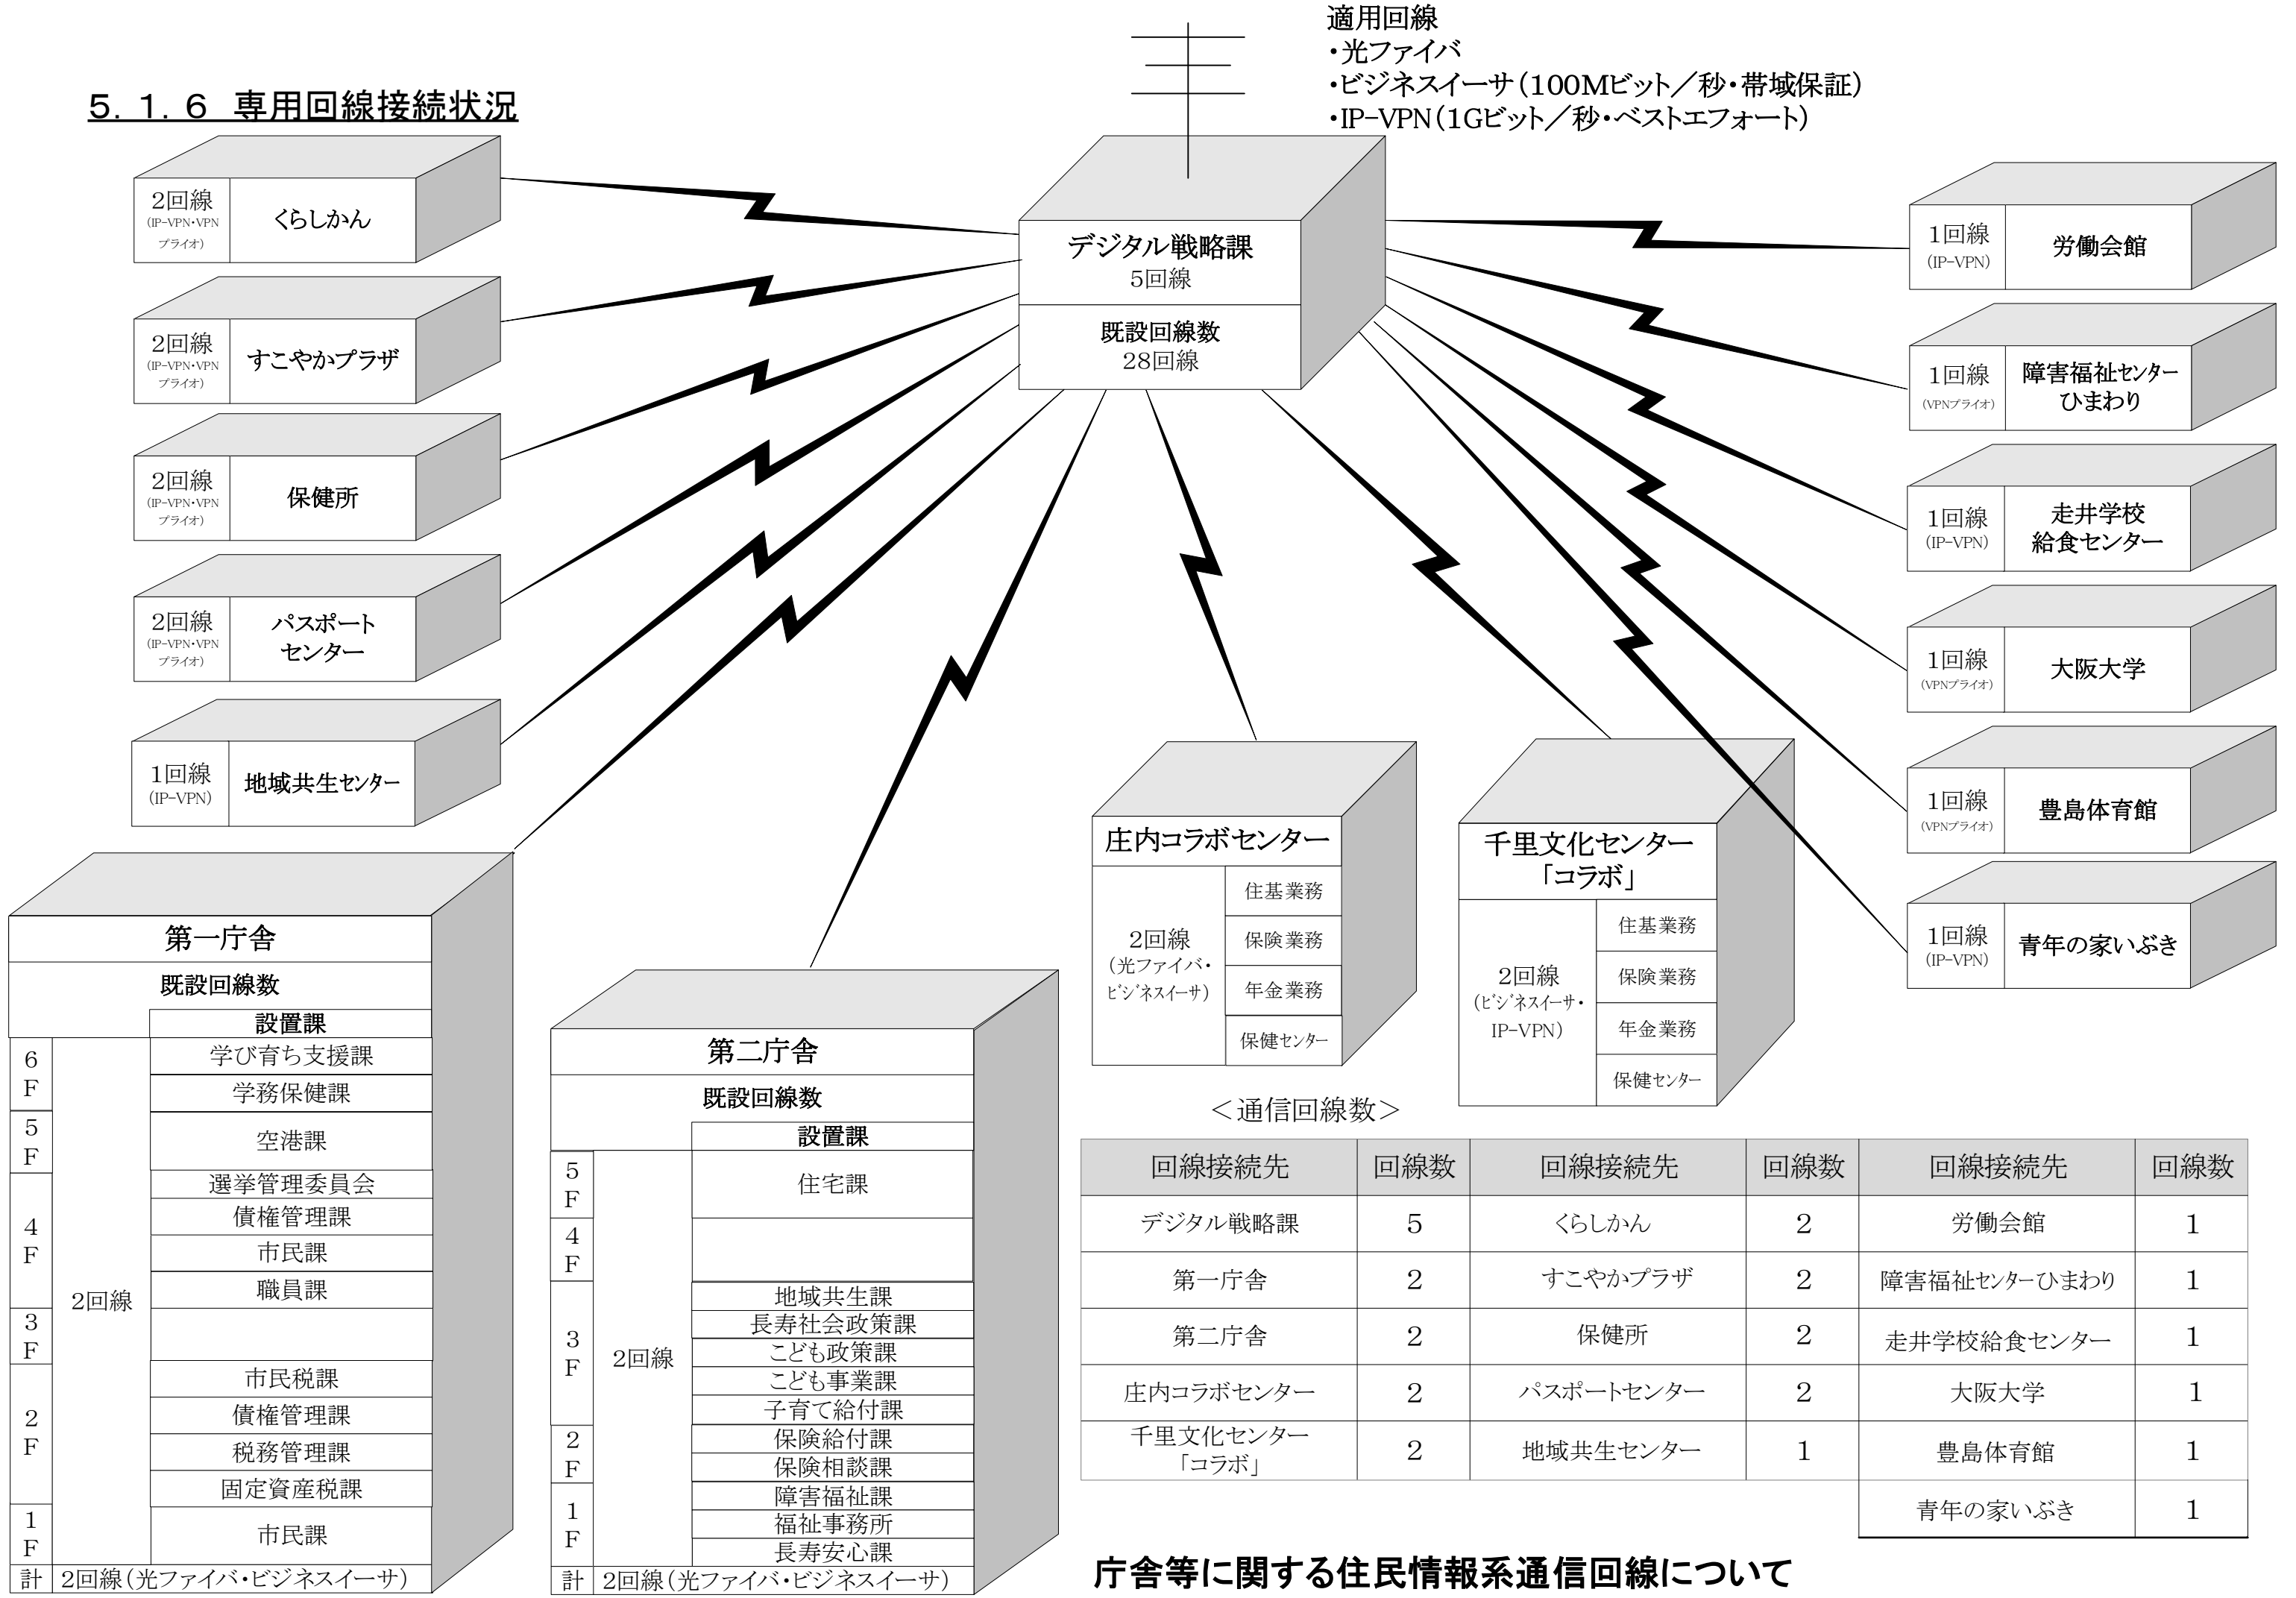 適用回線
・光ファイバ
・ビジネスイーサ（100Mビット／秒・帯域保証）
・IP-VPN（1Gビット／秒・ベストエフォート）
５．１．６　専用回線接続状況
2回線
（IP-VPN・VPN
プライオ）
くらしかん
2回線
（IP-VPN・VPN
プライオ）
すこやかプラザ
2回線
（IP-VPN・VPN
プライオ）
保健所
2回線
（IP-VPN・VPN
プライオ）
パスポート
センター
1回線
（IP-VPN）
地域共生センター
デジタル戦略課
5回線
既設回線数
28回線
1回線
（IP-VPN）
労働会館
1回線
（VPNプライオ）
障害福祉センター
ひまわり
1回線
（IP-VPN）
走井学校
給食センター
1回線
（VPNプライオ）
大阪大学
1回線
（VPNプライオ）
豊島体育館
1回線
（IP-VPN）
青年の家いぶき
第一庁舎
既設回線数
設置課
6
F
5
F
4
F
3
F
2
F
1
F
2回線
学び育ち支援課
学務保健課
空港課
選挙管理委員会
債権管理課
市民課
職員課
市民税課
債権管理課
税務管理課
固定資産税課
市民課
計 2回線（光ファイバ・ビジネスイーサ）
第二庁舎
既設回線数
設置課
5
F
4
F
3
F
2
F
1
F
2回線
住宅課
地域共生課
長寿社会政策課
こども政策課
こども事業課
子育て給付課
保険給付課
保険相談課
障害福祉課
福祉事務所
長寿安心課
計 2回線（光ファイバ・ビジネスイーサ）
庄内コラボセンター
2回線
（光ファイバ・
ビジネスイーサ）
住基業務
保険業務
年金業務
保健センター
千里文化センター
「コラボ」
2回線
（ビジネスイーサ・
IP-VPN）
住基業務
保険業務
年金業務
保健センター
＜通信回線数＞
回線接続先 回線数 回線接続先 回線数 回線接続先 回線数
デジタル戦略課 5 くらしかん 2 労働会館 1
第一庁舎 2 すこやかプラザ 2 障害福祉センターひまわり 1
第二庁舎 2 保健所 2 走井学校給食センター 1
庄内コラボセンター 2 パスポートセンター 2 大阪大学 1
千里文化センター
「コラボ」 2 地域共生センター 1 豊島体育館 1
青年の家いぶき 1
庁舎等に関する住民情報系通信回線について